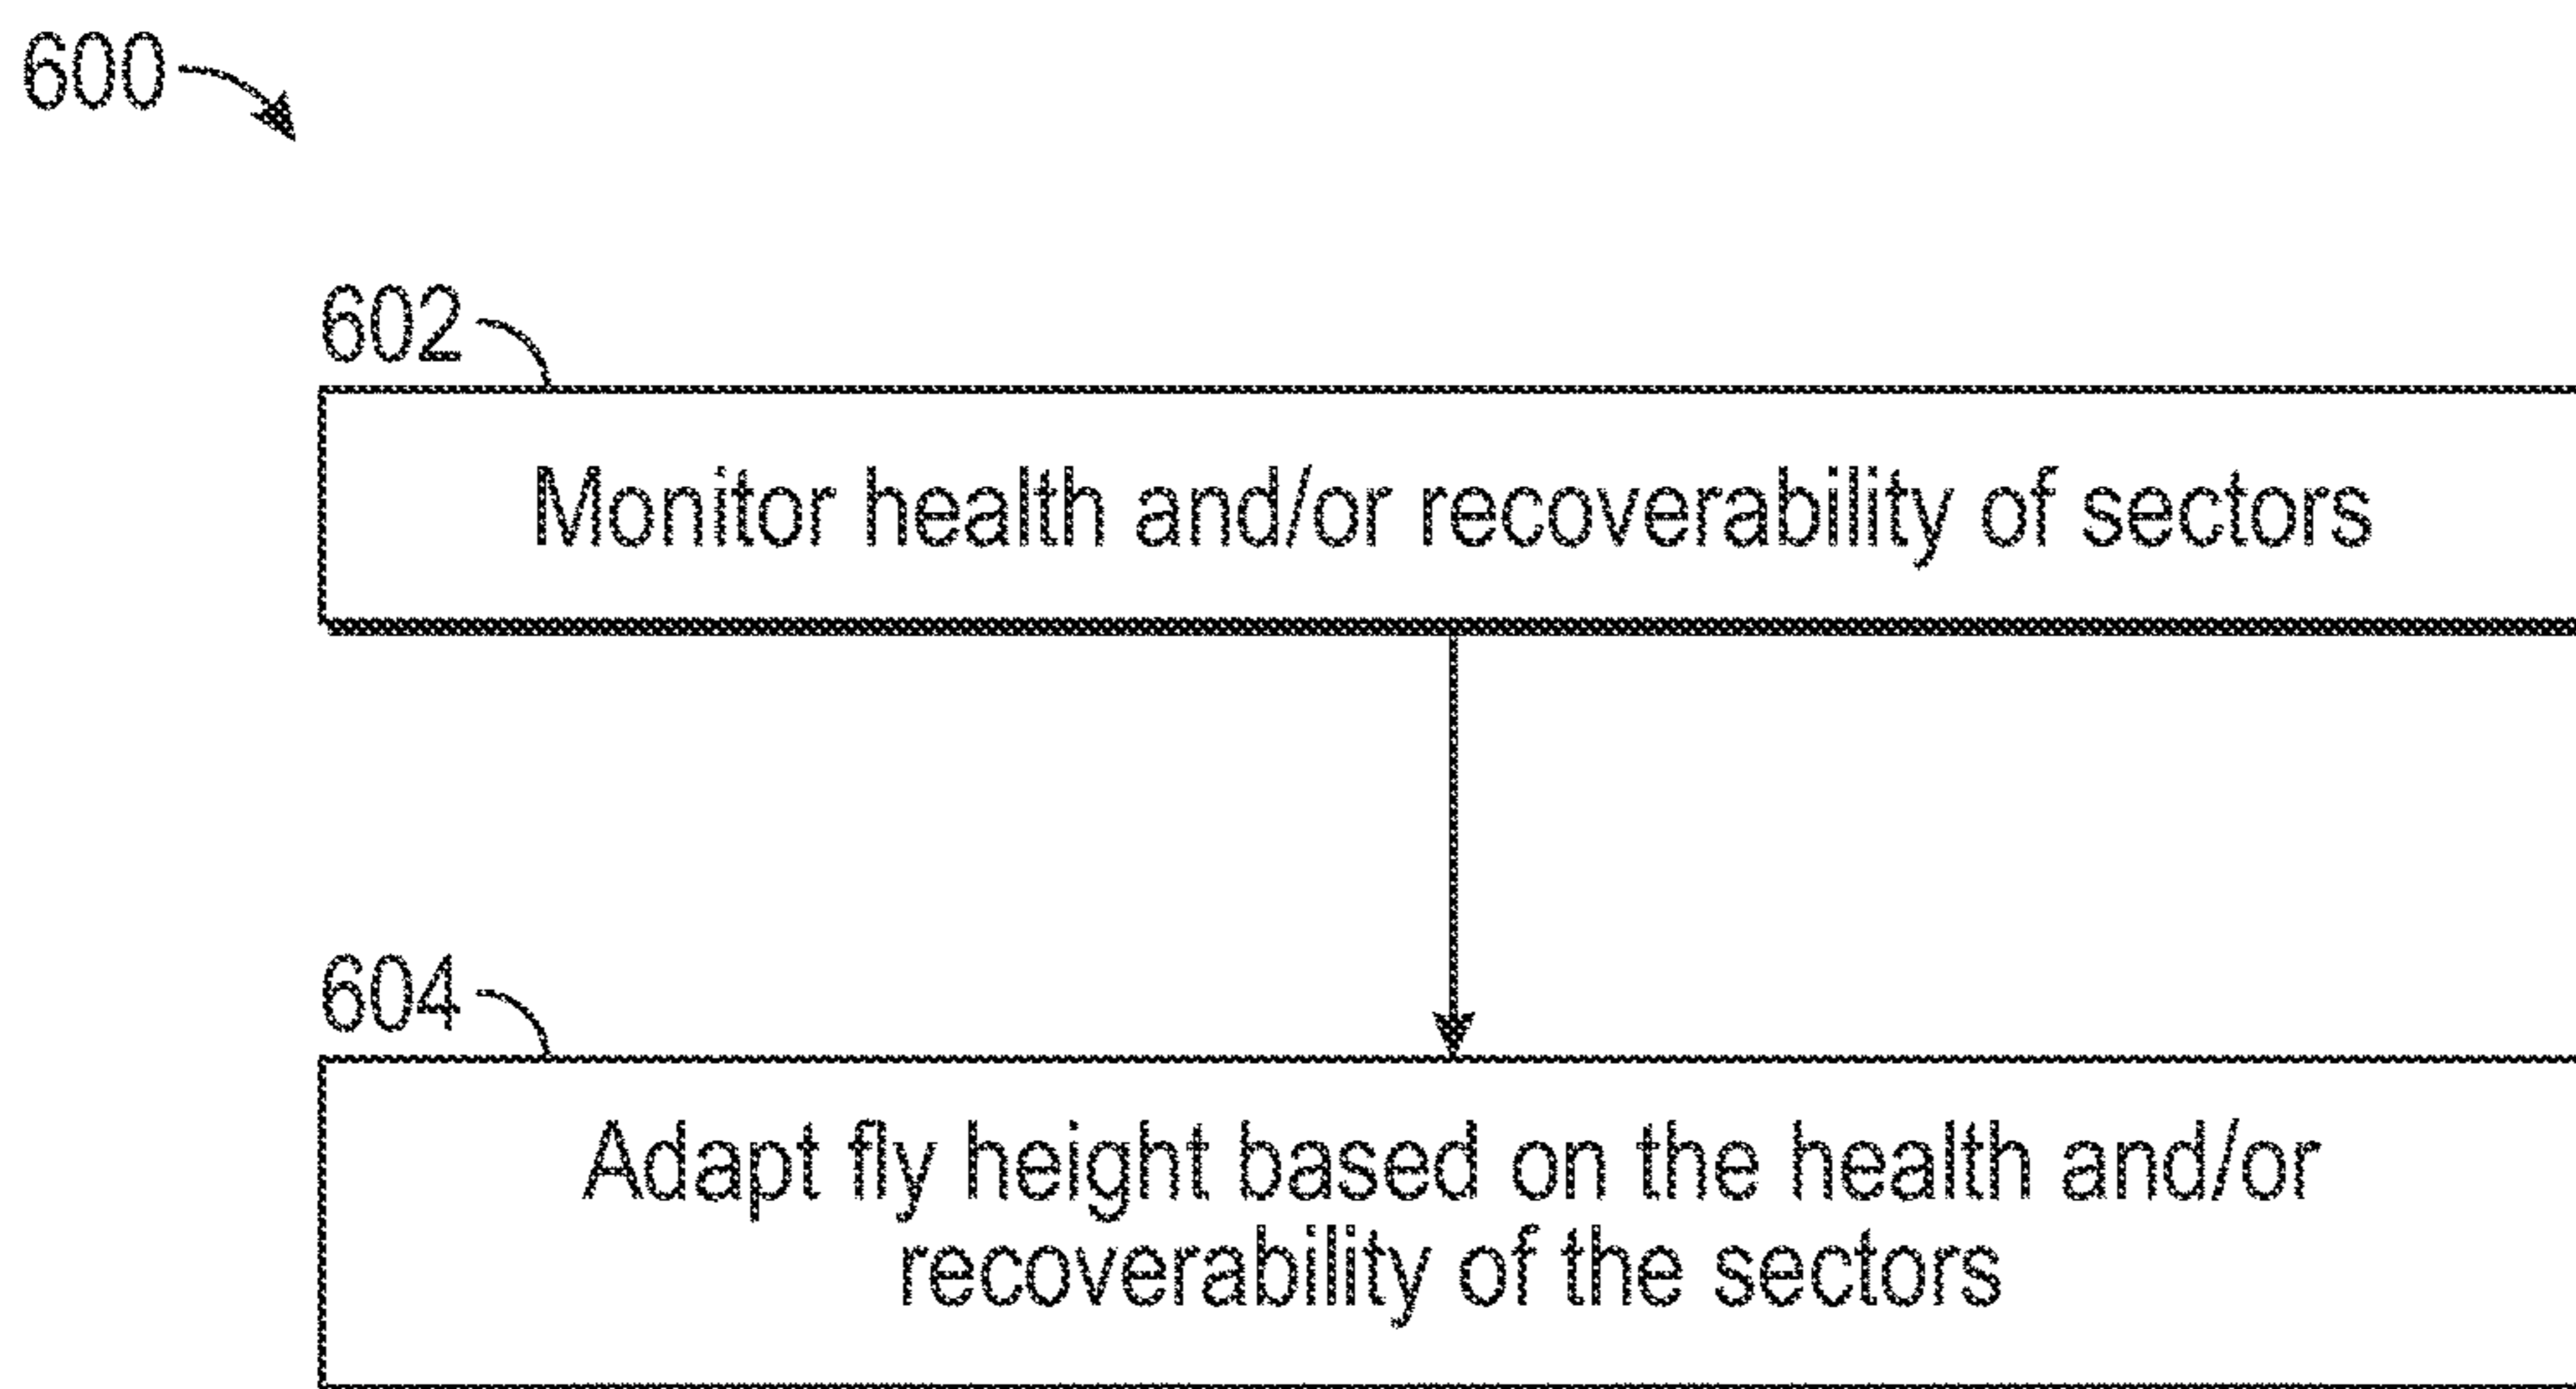 600
602
Monitor health and/or recoverability of sectors
604
Adapt fly height based on the health and/or
recoverability of the sectors